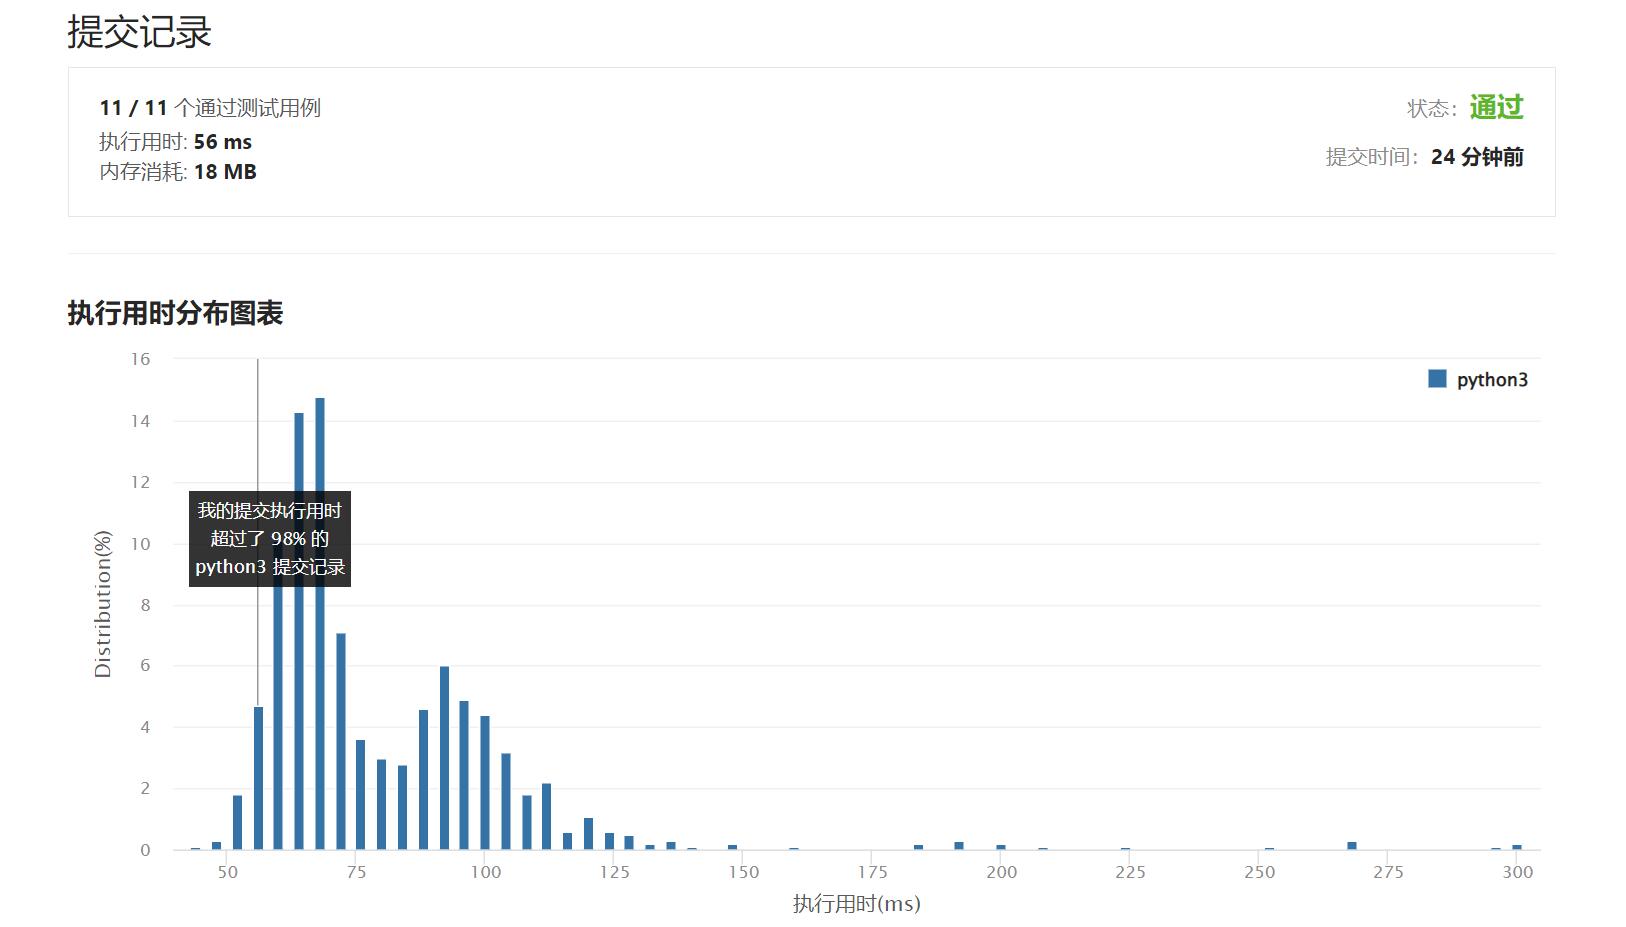 提交记录
11 / 11 个通过测试用例
状态：通过
执行用时: 56 ms
提交时间：24 分钟前
内存消耗: 18 MB
执行用时分布图表
16
14
12
10
8
6
4
2
0
Distribution(%)
python3
我的提交执行用时
超过了 98% 的
python3 提交记录
50 75 100 125 150 175 200 225 250 275 300
执行用时(ms)